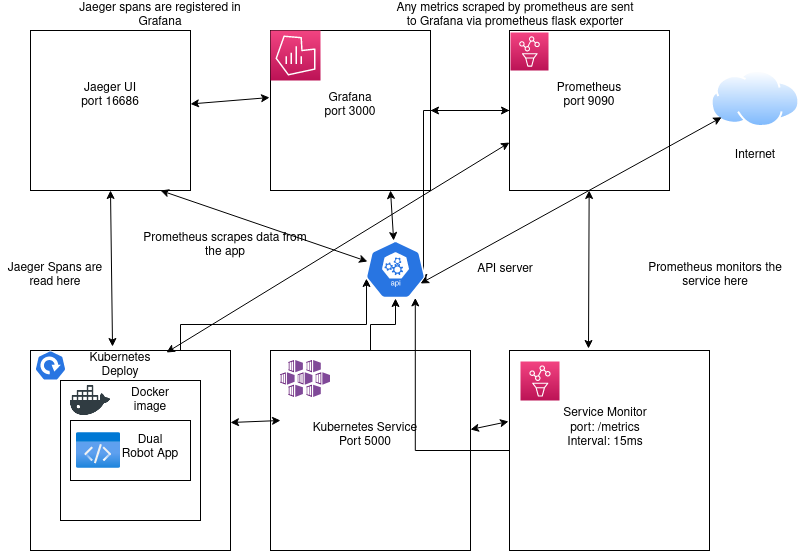 Jaeger spans are registered in
Grafana
Any metrics scraped by prometheus are sent
to Grafana via prometheus flask exporter
Jaeger UI
port 16686
Grafana
port 3000
Prometheus
port 9090
Internet
Prometheus scrapes data from
the app
Jaeger Spans are
read here
api
API server
Prometheus monitors the
service here
Kubernetes
Deploy
Docker
image
Dual
Robot App
Kubernetes Service
Port 5000
Service Monitor
port: /metrics
Interval: 15ms